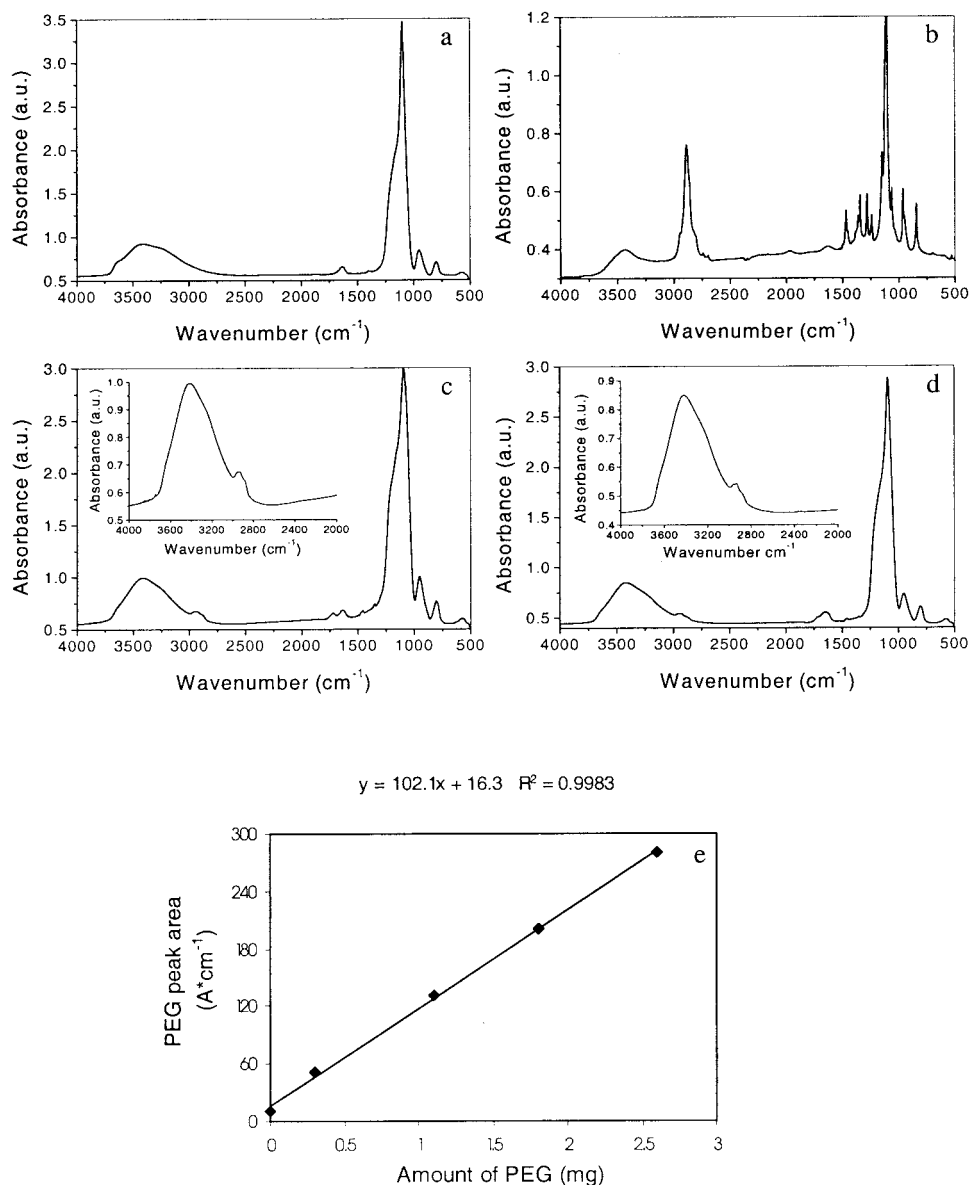 a
3.5
3.0
2.5
2.0
1.5
1.0
0.5
Absorbance (a.u.)
4000 3500 3000 2500 2000 1500 1000 500
Wavenumber (cm-1)
b
1.2
1.0
0.8
0.6
0.4
Absorbance (a.u.)
4000 3500 3000 2500 2000 1500 1000 500
Wavenumber (cm-1)
c
3.0
2.5
2.0
1.5
1.0
0.5
Absorbance (a.u.)
1.0
0.9
0.8
0.7
0.6
0.5
Absorbance (a.u.)
4000 3600 3200 2800 2400 2000
Wavenumber (cm-1)
4000 3500 3000 2500 2000 1500 1000 500
Wavenumber (cm-1)
d
3.0
2.5
2.0
1.5
1.0
0.5
Absorbance (a.u.)
0.9
0.8
0.7
0.6
0.5
0.4
Absorbance (a.u.)
4000 3600 3200 2800 2400 2000
Wavenumber cm-1
4000 3500 3000 2500 2000 1500 1000 500
Wavenumber (cm-1)
y = 102.1x + 16.3 R2 = 0.9983
e
300
240
180
120
60
0
PEG peak area
(A*cm-1)
0 0.5 1 1.5 2 2.5 3
Amount of PEG (mg)